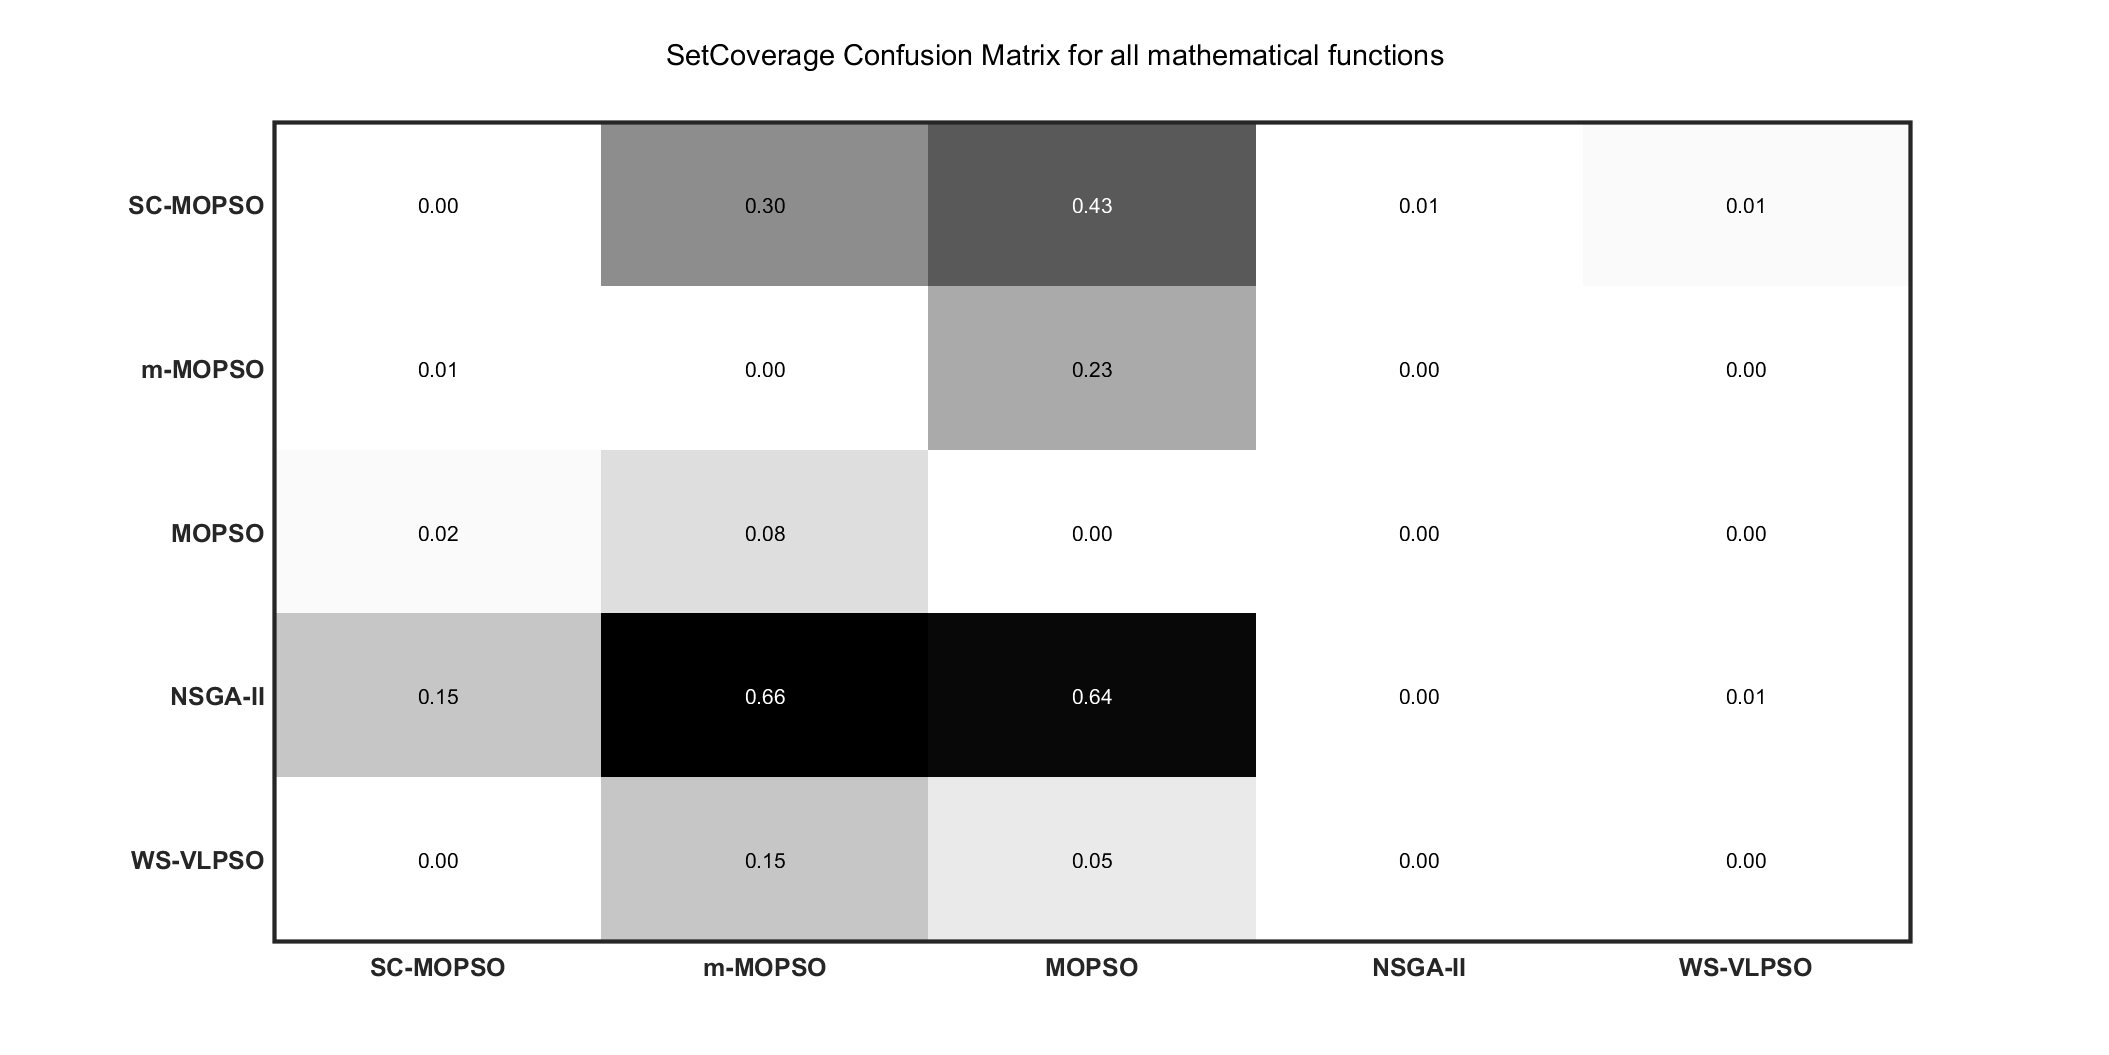 SetCoverage Confusion Matrix for all mathematical functions
SC-MOPSO 0.00 0.30 0.43 0.01 0.01
m-MOPSO 0.01 0.00 0.23 0.00 0.00
MOPSO 0.02 0.08 0.00 0.00 0.00
NSGA-II 0.15 0.66 0.64 0.00 0.01
WS-VLPSO 0.00 0.15 0.05 0.00 0.00
SC-MOPSO m-MOPSO MOPSO NSGA-II WS-VLPSO